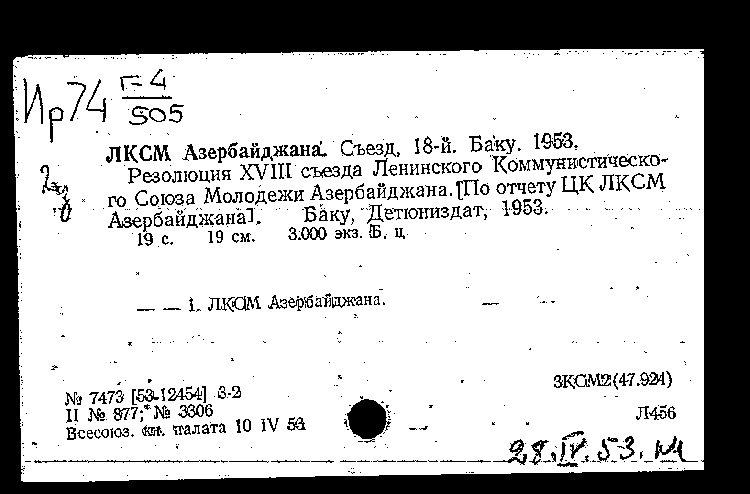 Ир74 Г-4/505
ЛКСМ Азербайджана. Съезд, 18-й. Баку. 1953.
Резолюция XVIII съезда Ленинского Коммунистическо-
го Союза Молодежи Азербайджана. [По отчету ЦК ЛКСМ
Азербайджана]. Баку, Детюниздат, 1953.
19 с. 19 см. 3.000 экз. Б. ц.
— — 1. ЛКСМ Азербайджана. —
№ 7473 [53-12454] 3-2
ЗКСМ2(47.924)
II № 877; № 3306
Л456
Всесоюз. кн. палата 10 IV 53
28.IV.53.